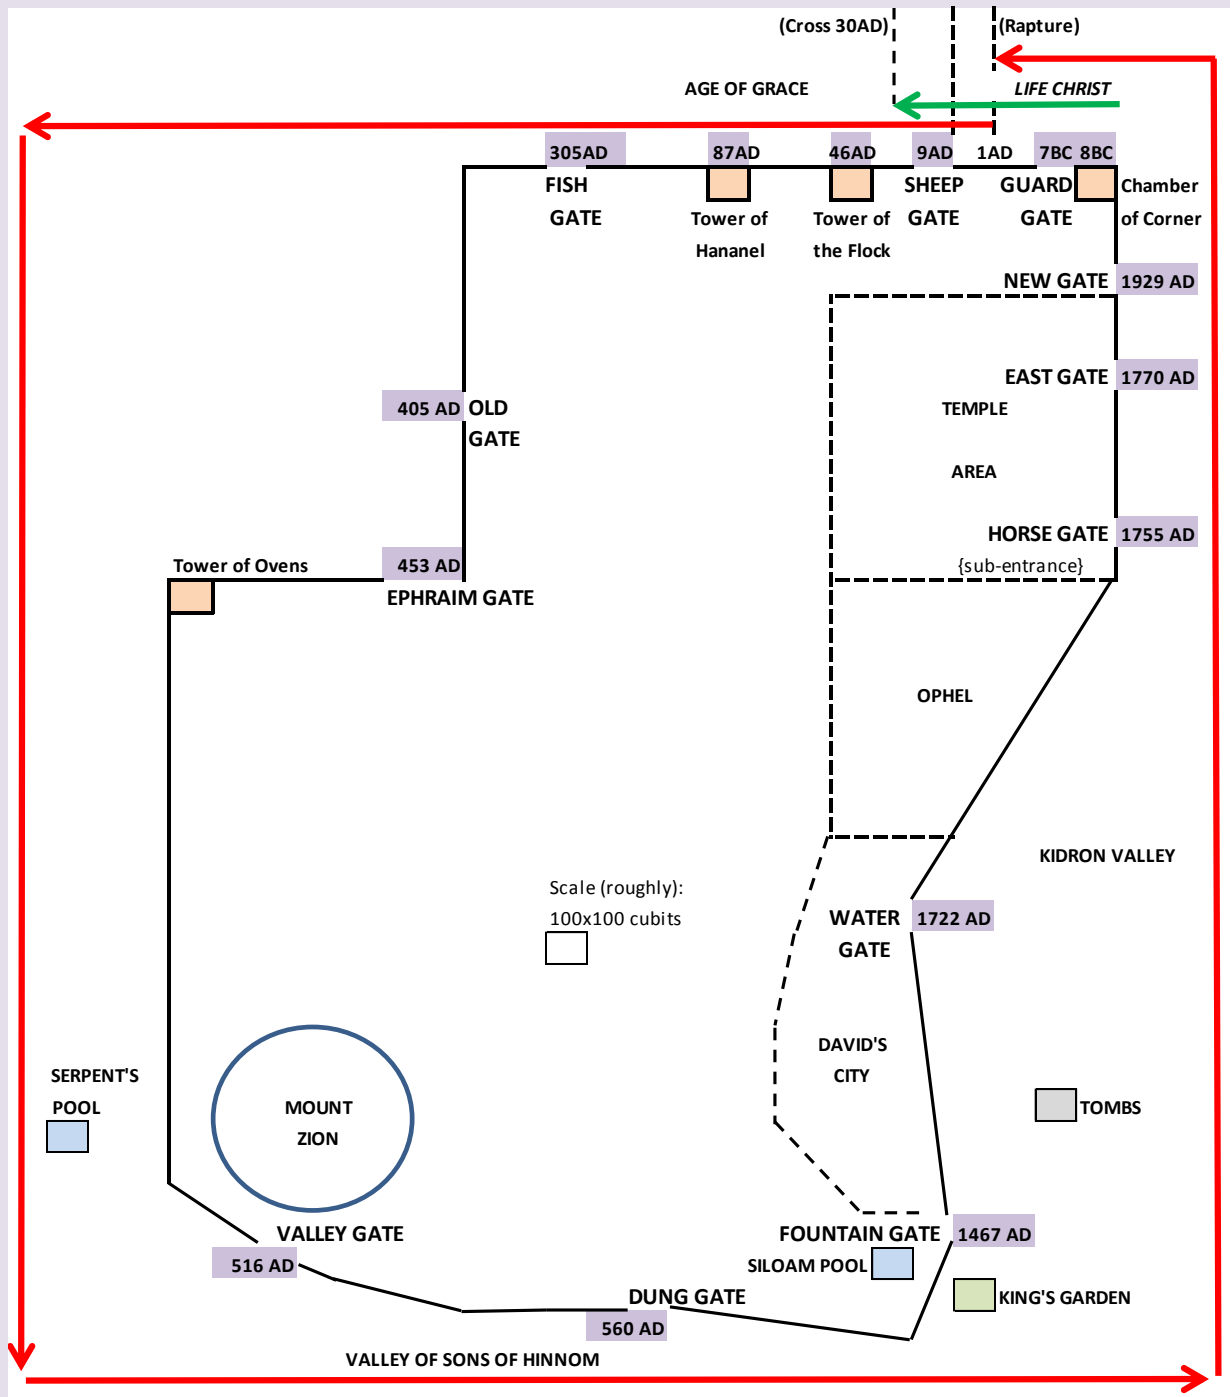 (Cross 30AD)
(Rapture)
AGE OF GRACE
LIFE CHRIST
305AD
87AD
46AD
9AD
1AD
7BC
8BC
FISH
GATE
Tower of
Hananel
Tower of
the Flock
SHEEP
GATE
GUARD
GATE
Chamber
of Corner
NEW GATE
1929 AD
EAST GATE
1770 AD
TEMPLE
AREA
405 AD
OLD
GATE
HORSE GATE
1755 AD
{sub-entrance}
Tower of Ovens
453 AD
EPHRAIM GATE
OPHEL
KIDRON VALLEY
Scale (roughly):
100x100 cubits
WATER
GATE
1722 AD
DAVID'S
CITY
SERPENT'S
POOL
MOUNT
ZION
TOMBS
VALLEY GATE
516 AD
FOUNTAIN GATE
1467 AD
SILOAM POOL
KING'S GARDEN
DUNG GATE
560 AD
VALLEY OF SONS OF HINNOM